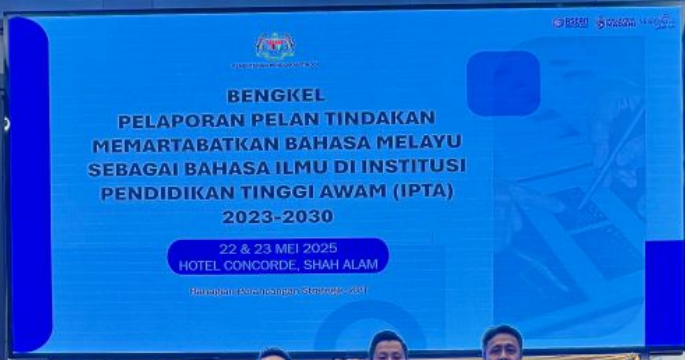 BENGKEL
PELAPORAN PELAN TINDAKAN
MEMARTABATKAN BAHASA MELAYU
SEBAGAI BAHASA ILMU DI INSTITUSI
PENDIDIKAN TINGGI AWAM (IPTA)
2023-2030
22 & 23 MEI 2025
HOTEL CONCORDE, SHAH ALAM